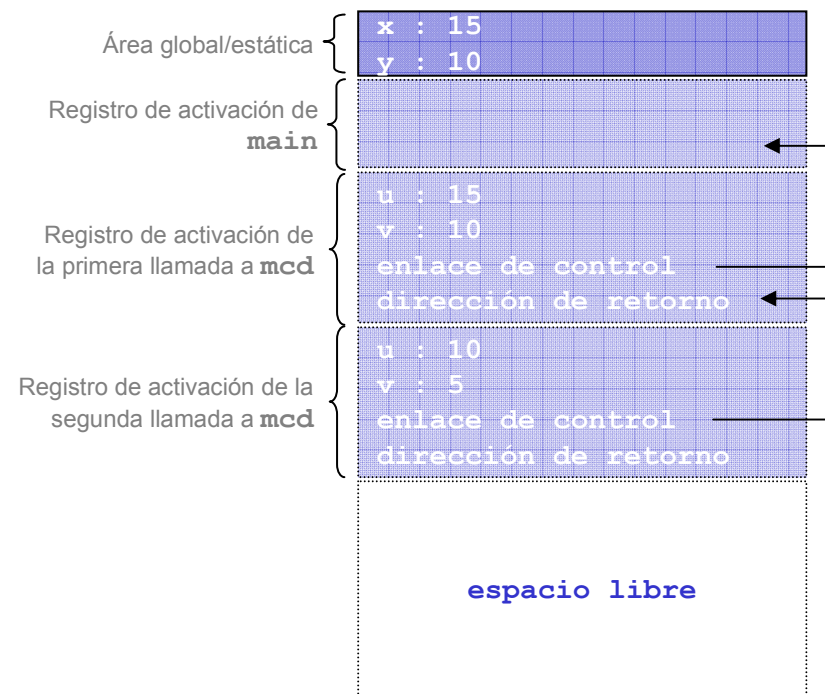 Área global/estática
x : 15
y : 10
Registro de activación de
main
Registro de activación de
la primera llamada a mcd
u : 15
v : 10
enlace de control
dirección de retorno
Registro de activación de la
segunda llamada a mcd
u : 10
v : 5
enlace de control
dirección de retorno
espacio libre